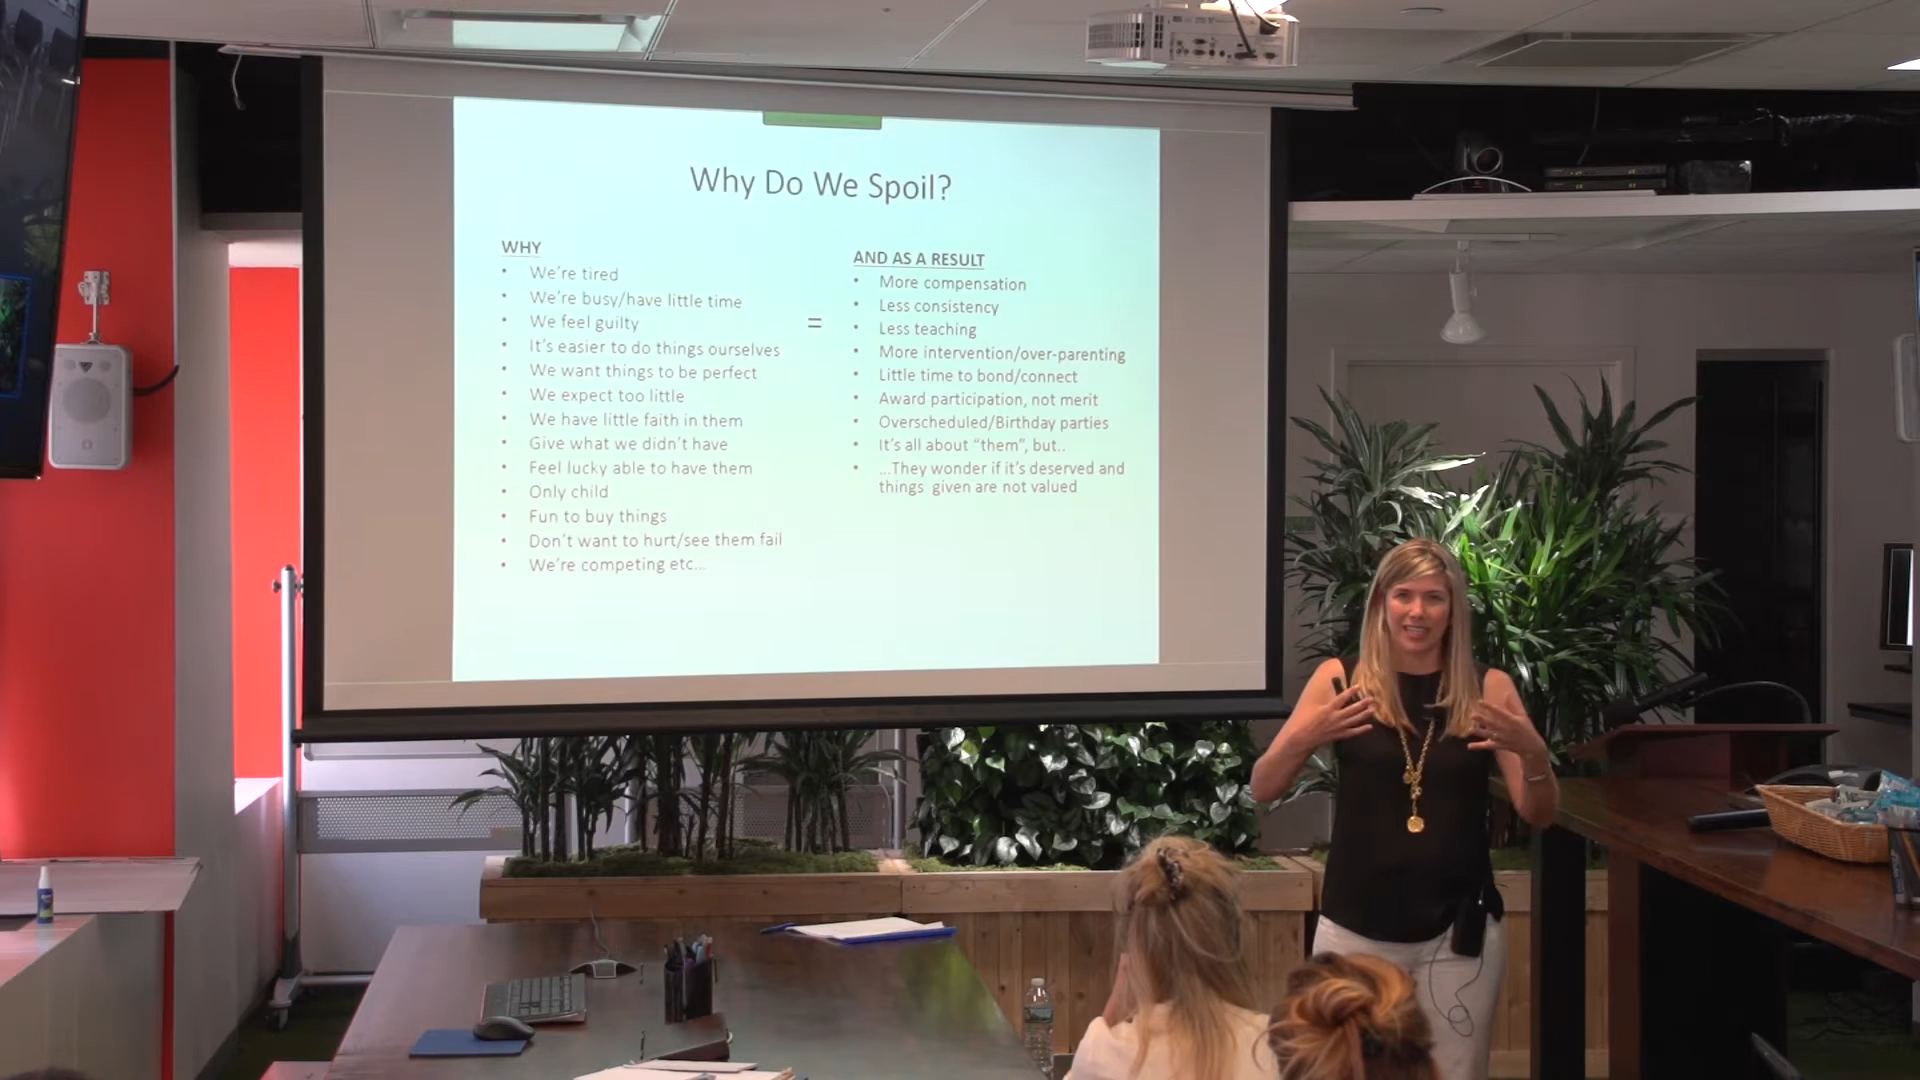 Why Do We Spoil?
WHY
• We're tired
• We're busy/have little time
• We feel guilty
• It's easier to do things ourselves
• We want things to be perfect
• We expect too little
• We have little faith in them
• Give what we didn't have
• Feel lucky able to have them
• Only child
• Fun to buy things
• Don't want to hurt/see them fail
• We're competing etc...
=
AND AS A RESULT
• More compensation
• Less consistency
• Less teaching
• More intervention/over-parenting
• Little time to bond/connect
• Award participation, not merit
• Overscheduled/Birthday parties
• It's all about “them”, but..
• ...They wonder if it's deserved and
things given are not valued